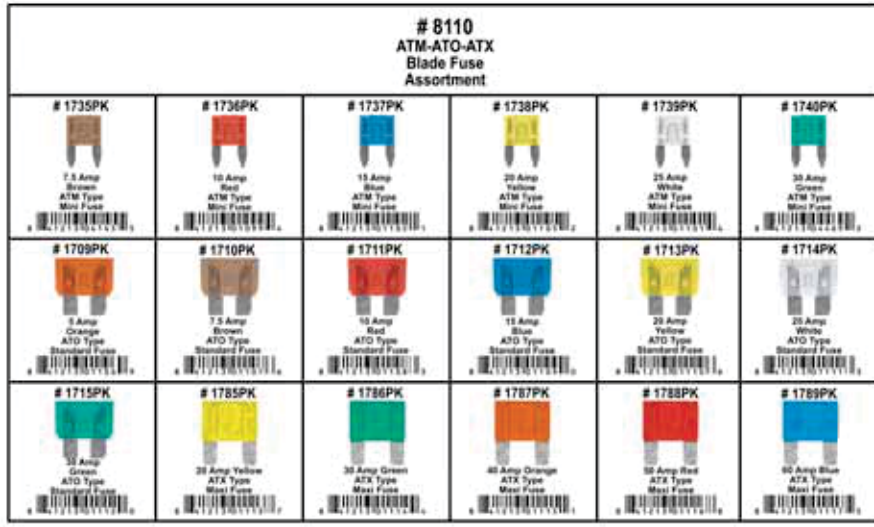 # 8110
ATM-ATO-ATX
Blade Fuse
Assortment
# 1735PK
7.5 Amp
Brown
ATM Type
Mini Fuse
# 1736PK
10 Amp
Red
ATM Type
Mini Fuse
# 1737PK
15 Amp
Blue
ATM Type
Mini Fuse
# 1738PK
20 Amp
Yellow
ATM Type
Mini Fuse
# 1739PK
25 Amp
White
ATM Type
Mini Fuse
# 1740PK
30 Amp
Green
ATM Type
Mini Fuse
# 1709PK
5 Amp
Orange
ATO Type
Standard Fuse
# 1710PK
7.5 Amp
Brown
ATO Type
Standard Fuse
# 1711PK
10 Amp
Red
ATO Type
Standard Fuse
# 1712PK
15 Amp
Blue
ATO Type
Standard Fuse
# 1713PK
20 Amp
Yellow
ATO Type
Standard Fuse
# 1714PK
25 Amp
White
ATO Type
Standard Fuse
# 1715PK
30 Amp
Green
ATO Type
Standard Fuse
# 1785PK
20 Amp Yellow
ATX Type
Maxi Fuse
# 1786PK
30 Amp Green
ATX Type
Maxi Fuse
# 1787PK
40 Amp Orange
ATX Type
Maxi Fuse
# 1788PK
50 Amp Red
ATX Type
Maxi Fuse
# 1789PK
60 Amp Blue
ATX Type
Maxi Fuse